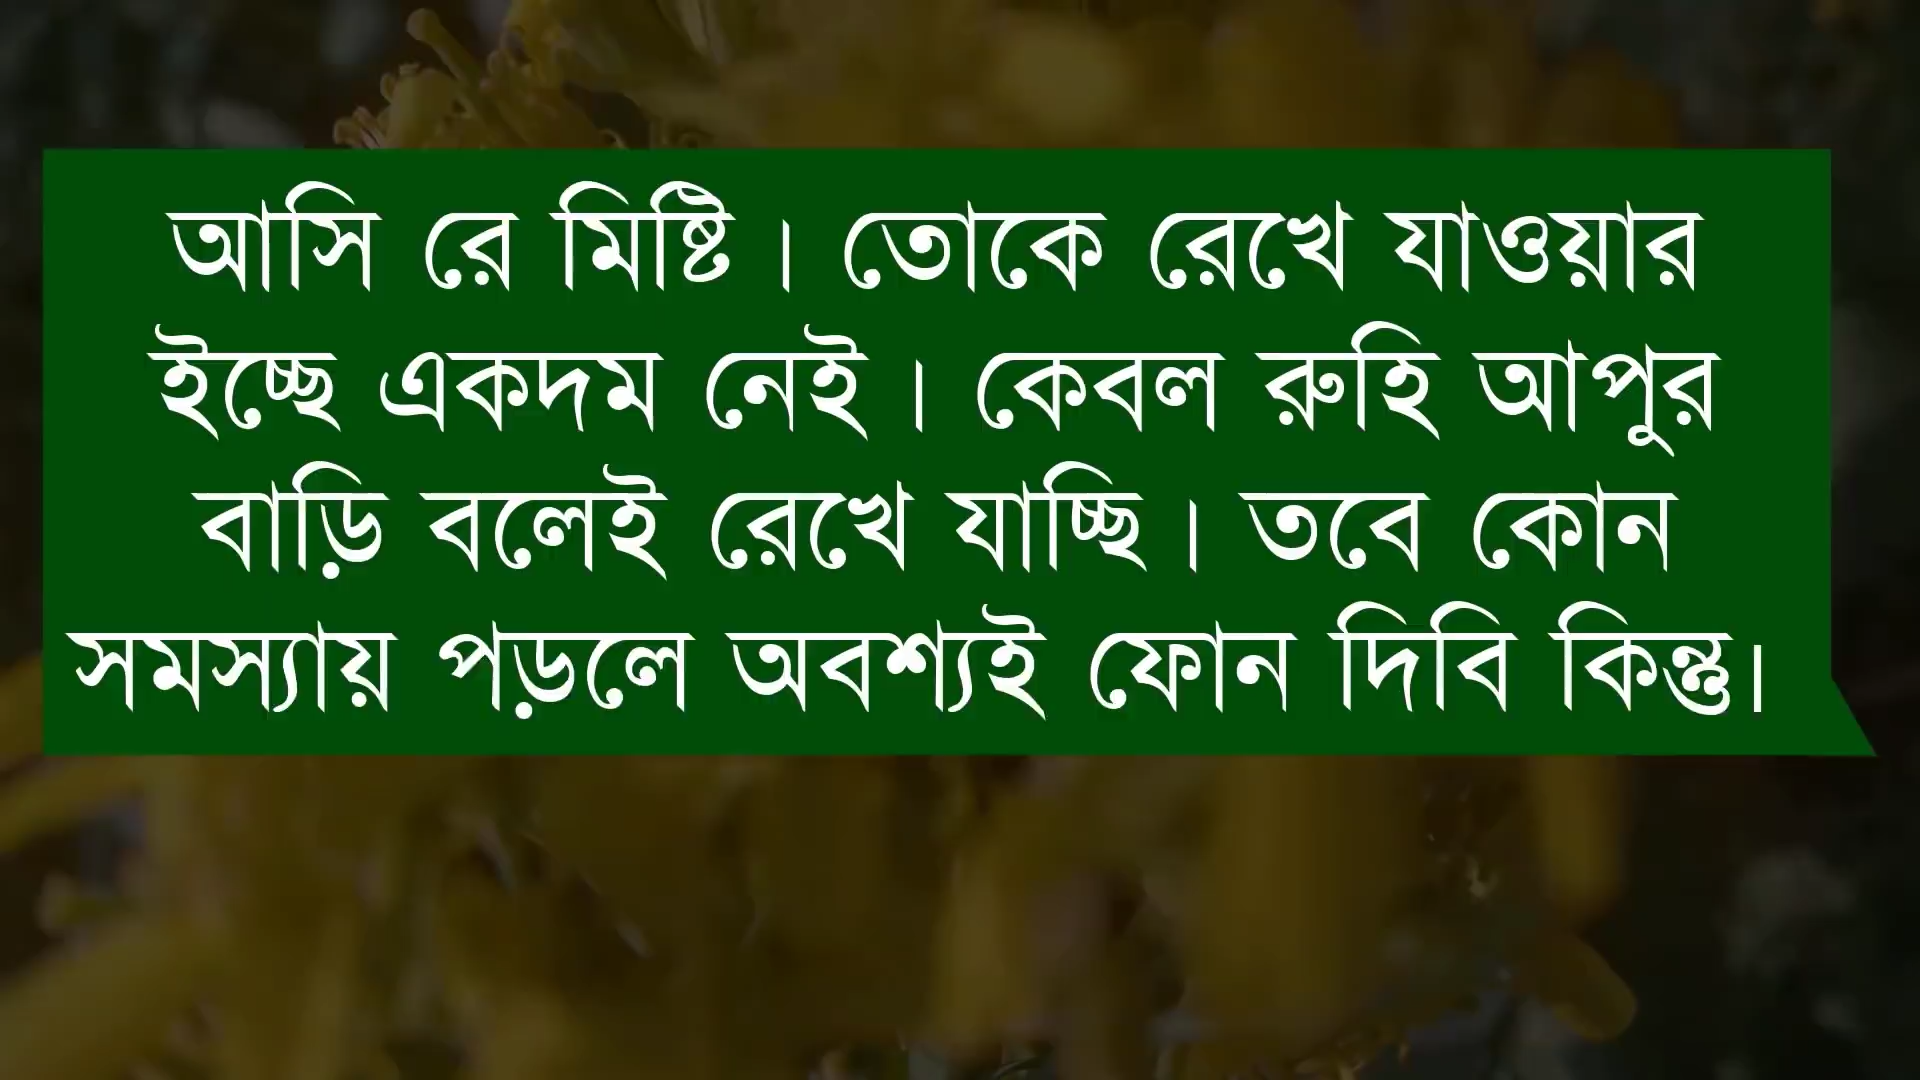 আসি রে মিষ্টি। তোকে রেখে যাওয়ার
ইচ্ছে একদম নেই। কেবল রুহি আপুর
বাড়ি বলেই রেখে যাচ্ছি। তবে কোন
সমস্যায় পড়লে অবশ্যই ফোন দিবি কিন্তু।